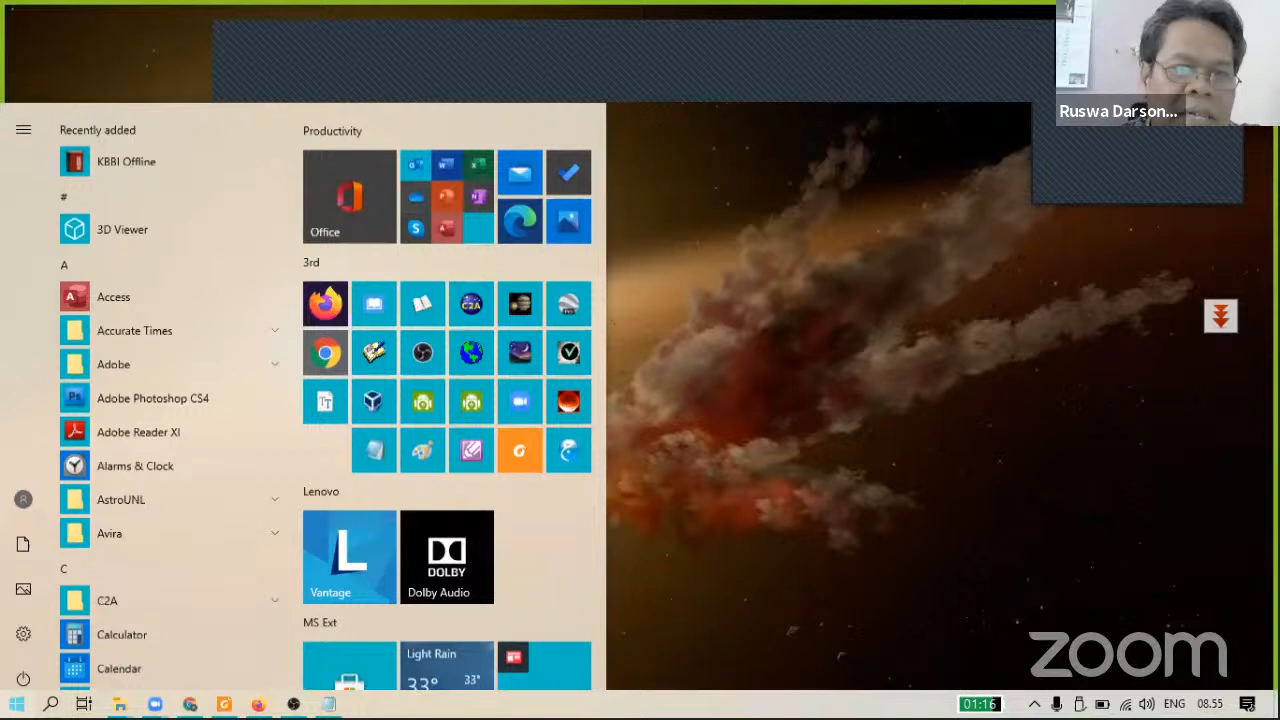 Ruswa Darson...
Recently added
KBBI Offline
#
3D Viewer
A
Access
Accurate Times
Adobe
Adobe Photoshop CS4
Adobe Reader XI
Alarms & Clock
AstroUNL
Avira
C
C2A
Calculator
Calendar
Productivity
Office
3rd
C2A
Lenovo
Vantage
DOLBY
Dolby Audio
MS Ext
Light Rain
33°
33°
zoom
01:16
ENG
08.55